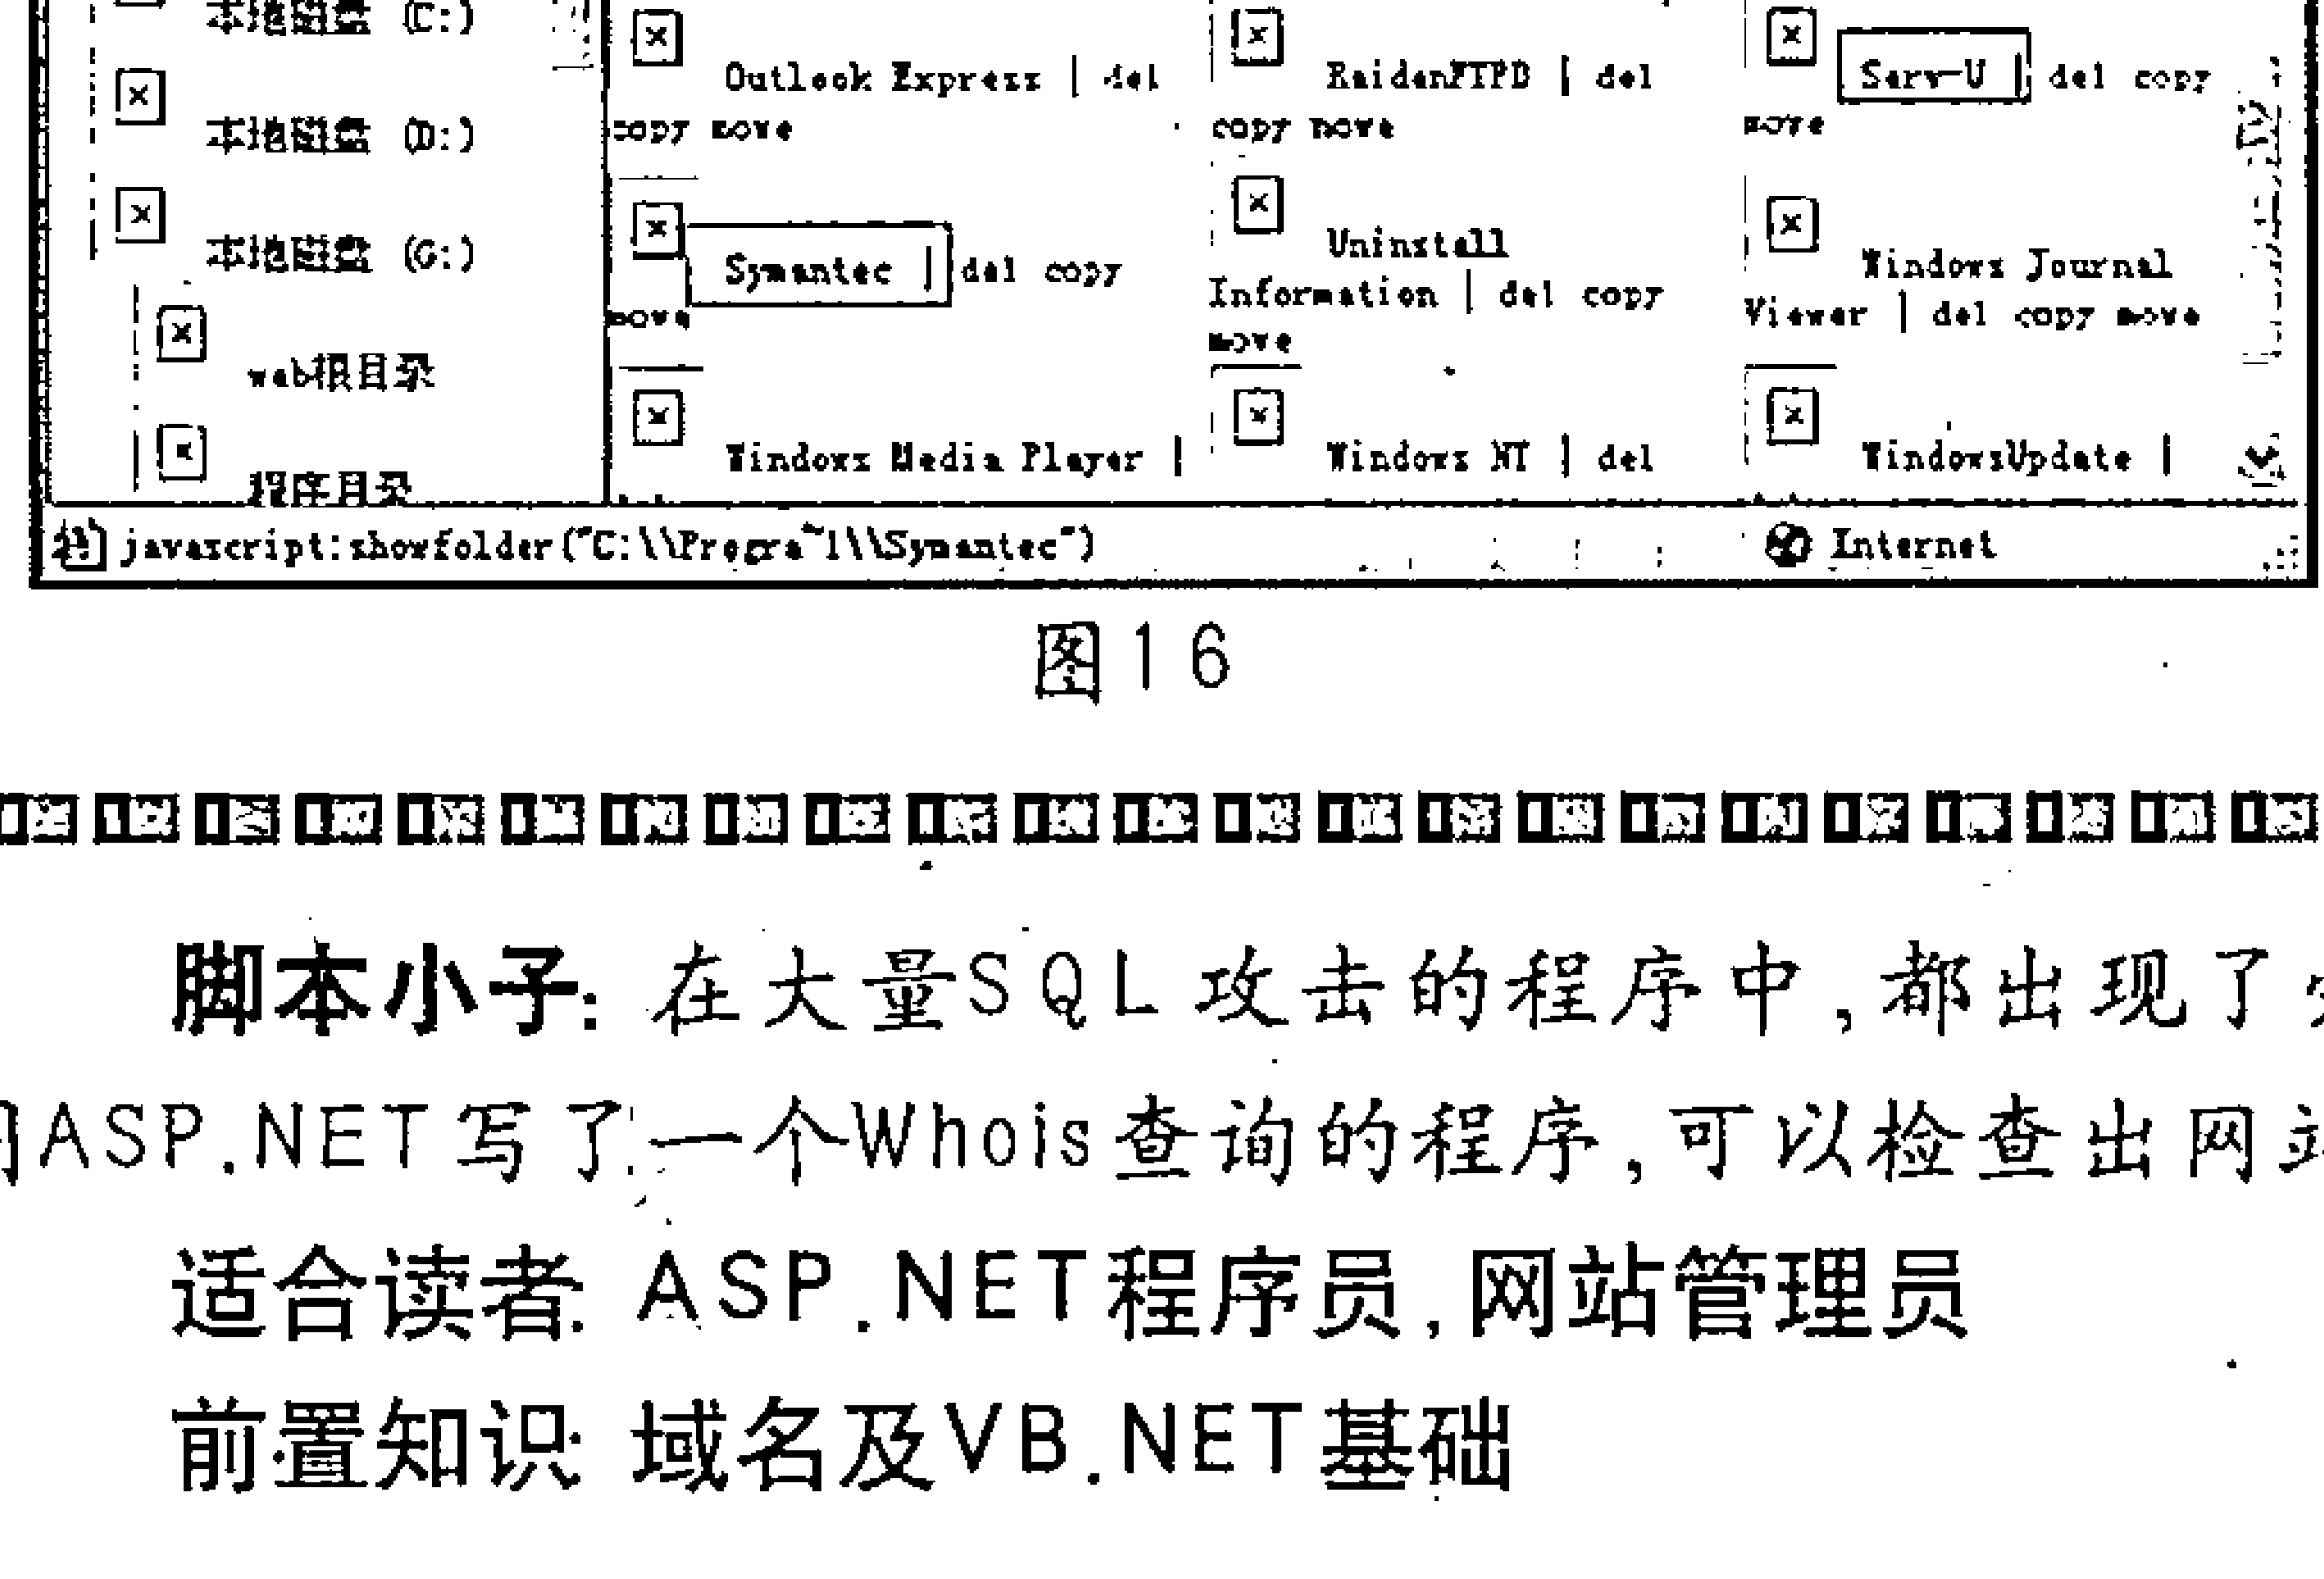 本地磁盘 (C:)
本地磁盘 (D:)
本地磁盘 (G:)
web根目录
程序目录
Outlook Express | del
copy move
RaidenFTPD | del
copy move
Serv-U | del copy
move
Symantec | del copy
move
Uninstall
Information | del copy
move
Windows Journal
Viewer | del copy move
Windows Media Player |
Windows NT | del
WindowsUpdate |
javascript:showfolder("C:\\Progra~1\\Symantec")
Internet
图16
脚本小子: 在大量SQL攻击的程序中,都出现了
ASP.NET写了一个Whois查询的程序,可以检查出网站
适合读者: ASP.NET程序员,网站管理员
前置知识: 域名及VB.NET基础